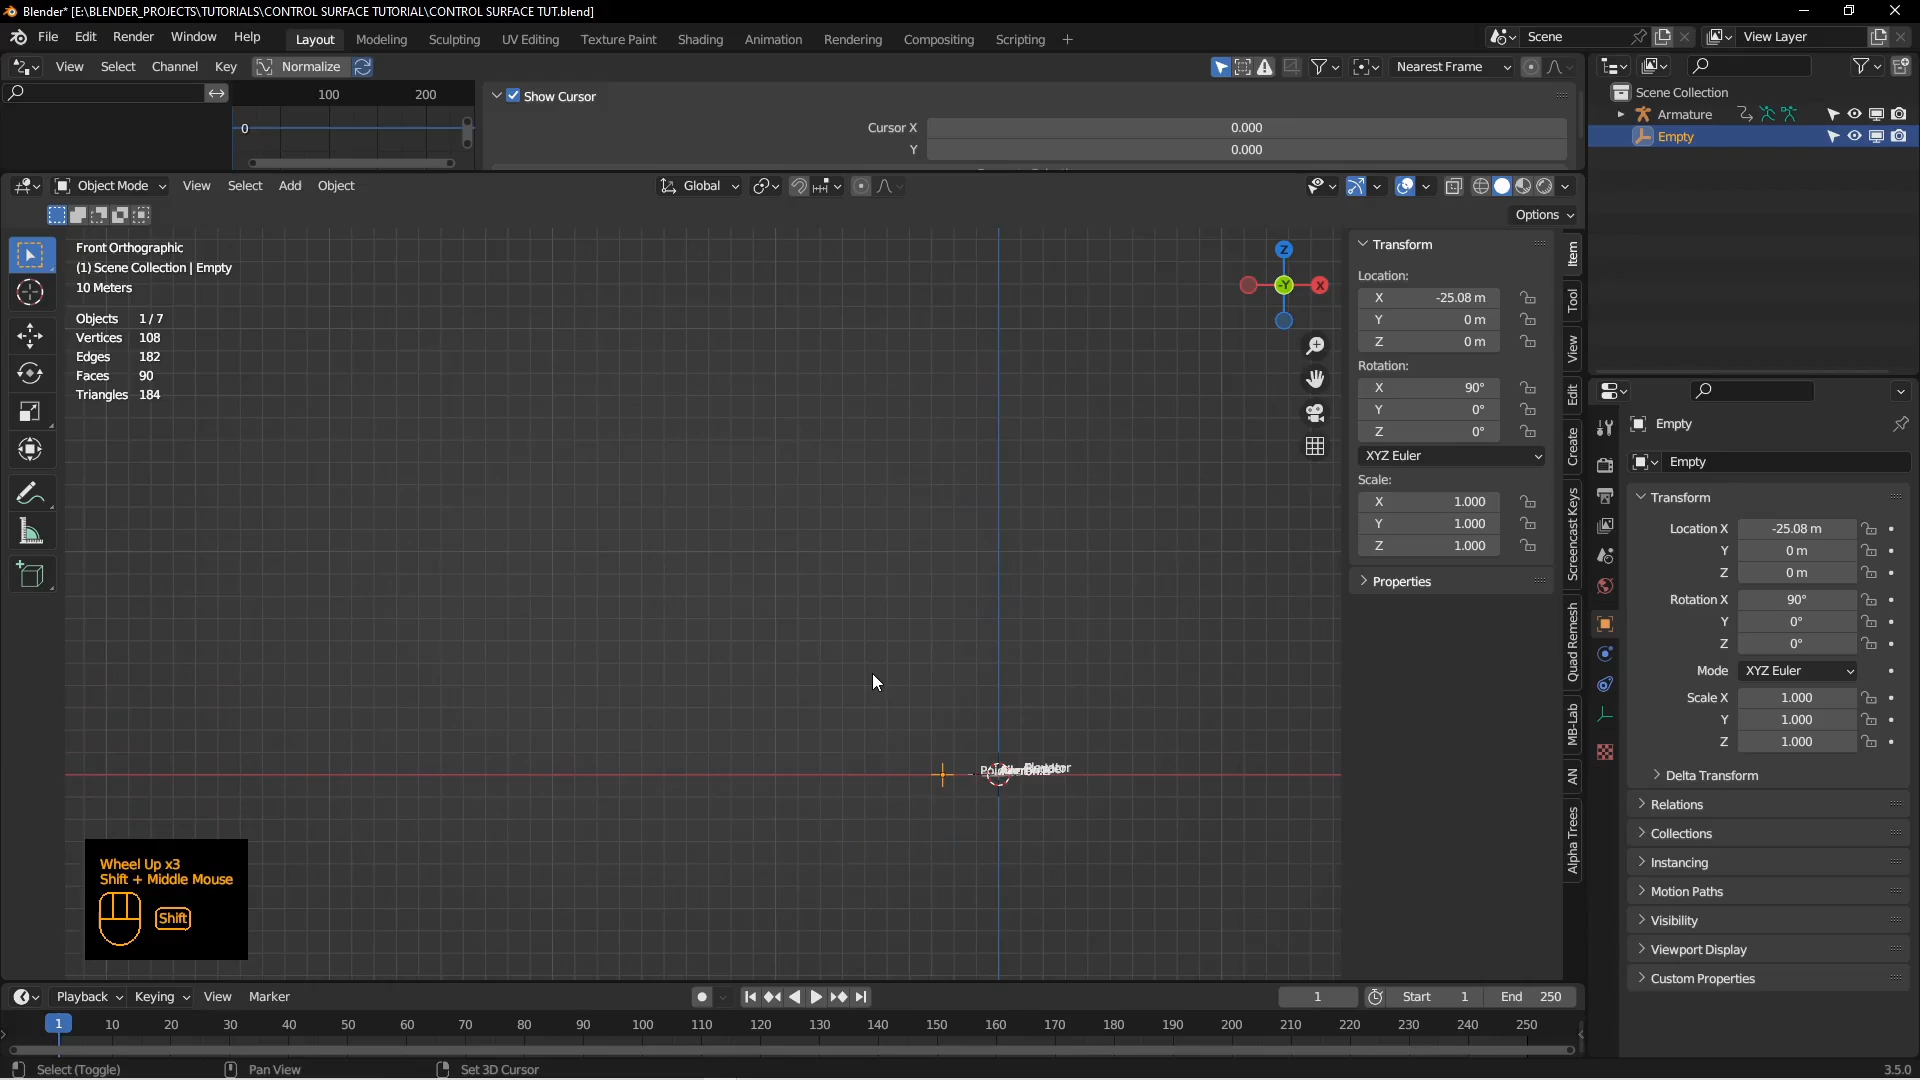 Blender* [E:\BLENDER_PROJECTS\TUTORIALS\CONTROL SURFACE TUTORIAL\CONTROL SURFACE TUT.blend]
File Edit Render Window Help Layout Modeling Sculpting UV Editing Texture Paint Shading Animation Rendering Compositing Scripting + Scene View Layer
View Select Channel Key Normalize Nearest Frame
100 200
0
Show Cursor
Cursor X 0.000
Y 0.000
Scene Collection
Armature
Empty
Object Mode View Select Add Object Global
Options
Front Orthographic
(1) Scene Collection | Empty
10 Meters
Objects 1/7
Vertices 108
Edges 182
Faces 90
Triangles 184
Z
-Y
X
Transform
Location:
X -25.08 m
Y 0 m
Z 0 m
Rotation:
X 90°
Y 0°
Z 0°
XYZ Euler
Scale:
X 1.000
Y 1.000
Z 1.000
Properties
Item
Tool
View
Edit
Create
Screencast Keys
Quad Remesh
MB-Lab
AN
Alpha Trees
Empty
Empty
Transform
Location X -25.08 m
Y 0 m
Z 0 m
Rotation X 90°
Y 0°
Z 0°
Mode XYZ Euler
Scale X 1.000
Y 1.000
Z 1.000
Delta Transform
Relations
Collections
Instancing
Motion Paths
Visibility
Viewport Display
Custom Properties
Wheel Up x3
Shift + Middle Mouse
Shift
Playback Keying View Marker 1 Start 1 End 250
1 10 20 30 40 50 60 70 80 90 100 110 120 130 140 150 160 170 180 190 200 210 220 230 240 250
Select (Toggle) Pan View Set 3D Cursor 3.5.0